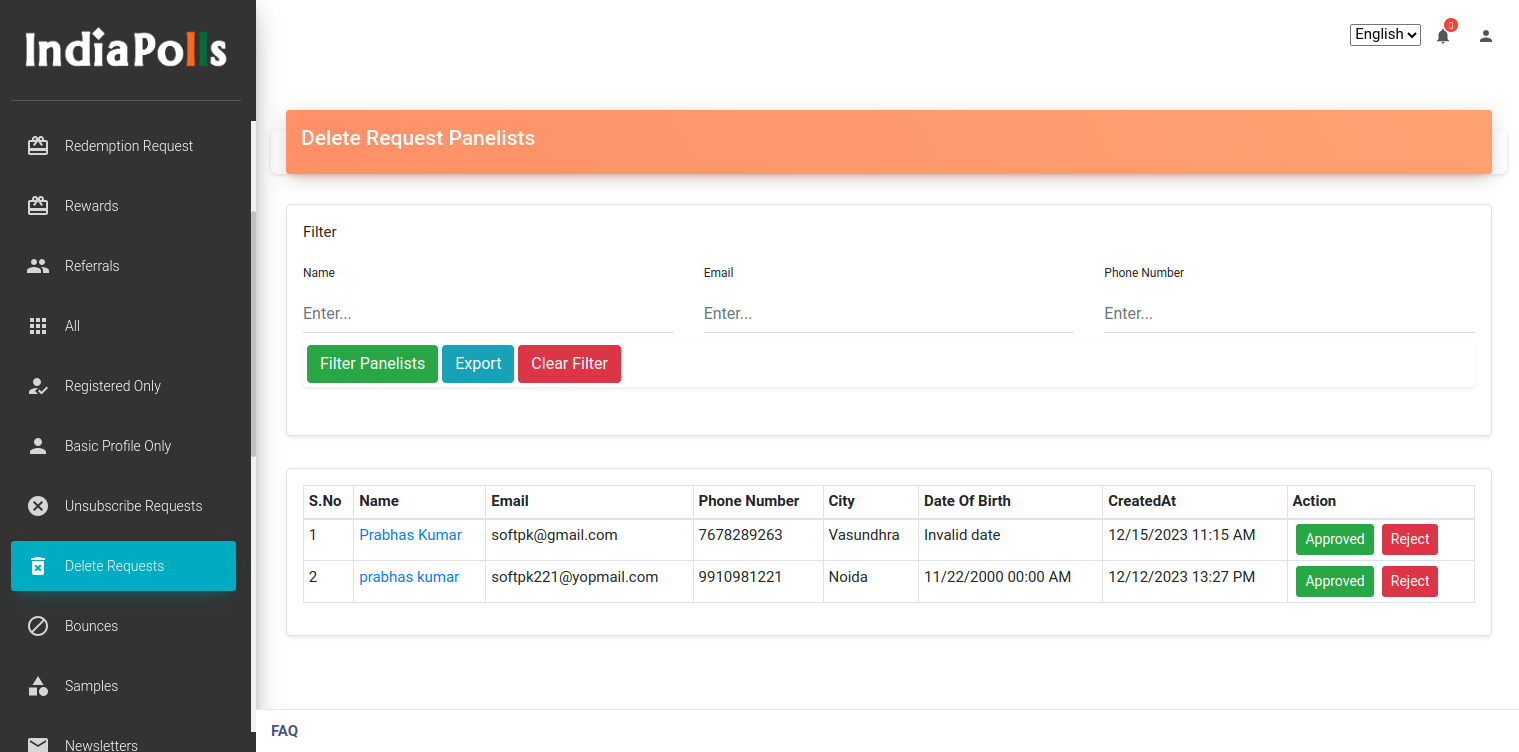 IndiaPolls
English
0
Redemption Request
Rewards
Referrals
All
Registered Only
Basic Profile Only
Unsubscribe Requests
Delete Requests
Bounces
Samples
Newsletters
Delete Request Panelists
Filter
Name Email Phone Number
Enter... Enter... Enter...
Filter Panelists Export Clear Filter
S.No Name Email Phone Number City Date Of Birth CreatedAt Action
1 Prabhas Kumar softpk@gmail.com 7678289263 Vasundhra Invalid date 12/15/2023 11:15 AM Approved Reject
2 prabhas kumar softpk221@yopmail.com 9910981221 Noida 11/22/2000 00:00 AM 12/12/2023 13:27 PM Approved Reject
FAQ